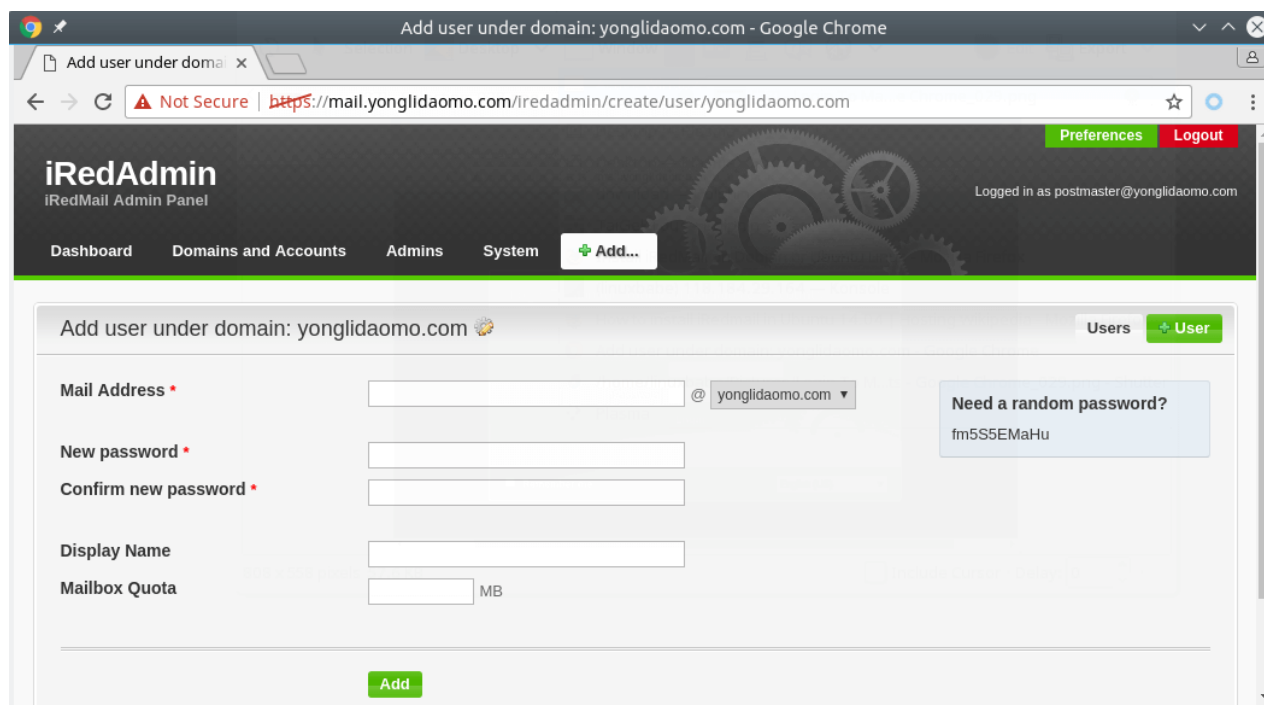 Add user under domain: yonglidaomo.com - Google Chrome
Add user under domai
Not Secure | https://mail.yonglidaomo.com/iredadmin/create/user/yonglidaomo.com
Preferences Logout
iRedAdmin
iRedMail Admin Panel
Logged in as postmaster@yonglidaomo.com
Dashboard Domains and Accounts Admins System Add...
Add user under domain: yonglidaomo.com Users User
Mail Address * @ yonglidaomo.com
Need a random password?
fm5S5EMaHu
New password *
Confirm new password *
Display Name
Mailbox Quota MB
Add